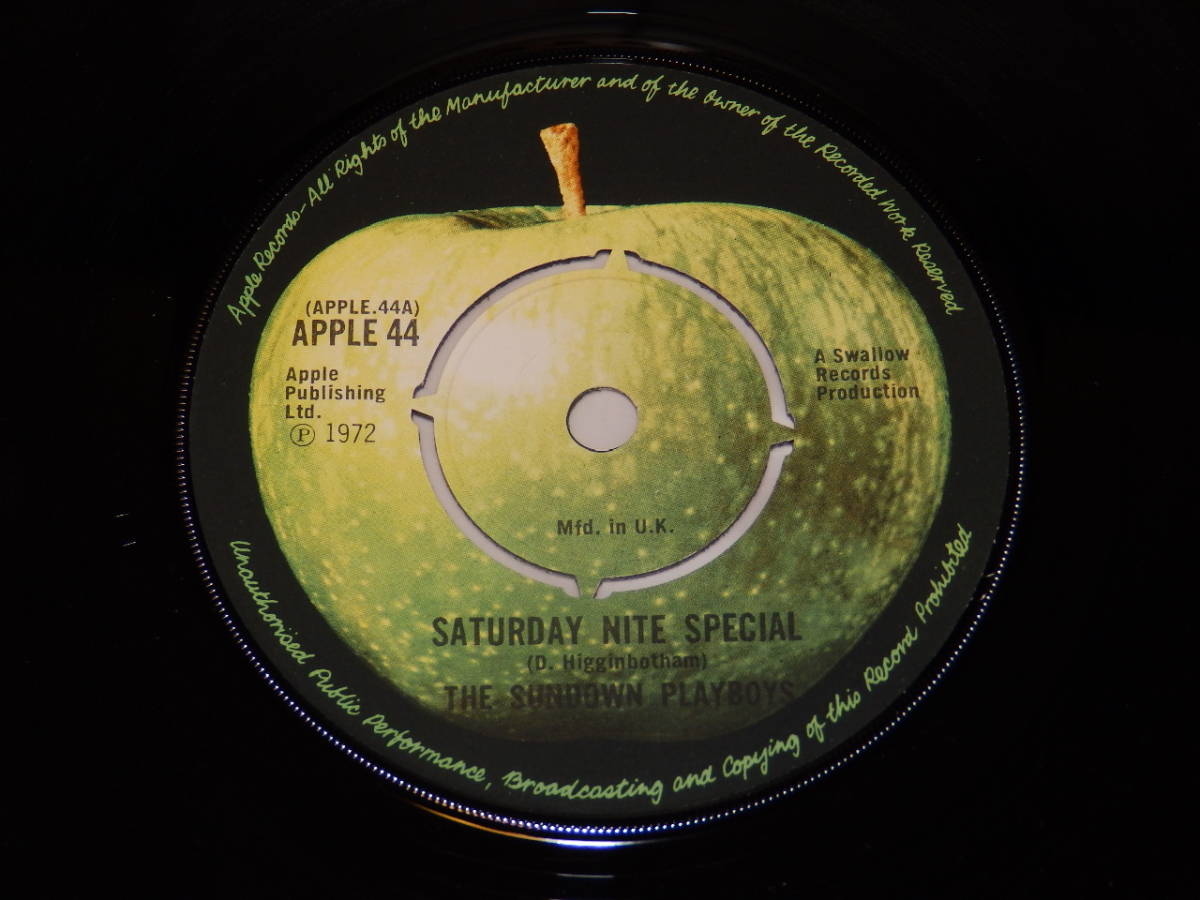 Apple Records - All Rights of the Manufacturer and of the Owner of the Recorded Work Reserved
(APPLE.44A)
APPLE 44
Apple
Publishing
Ltd.
℗ 1972
A Swallow
Records
Production
Mfd. in U.K.
SATURDAY NITE SPECIAL
(D. Higginbotham)
THE SUNDOWN PLAYBOYS
Unauthorised Public Performance, Broadcasting and Copying of this Record Prohibited